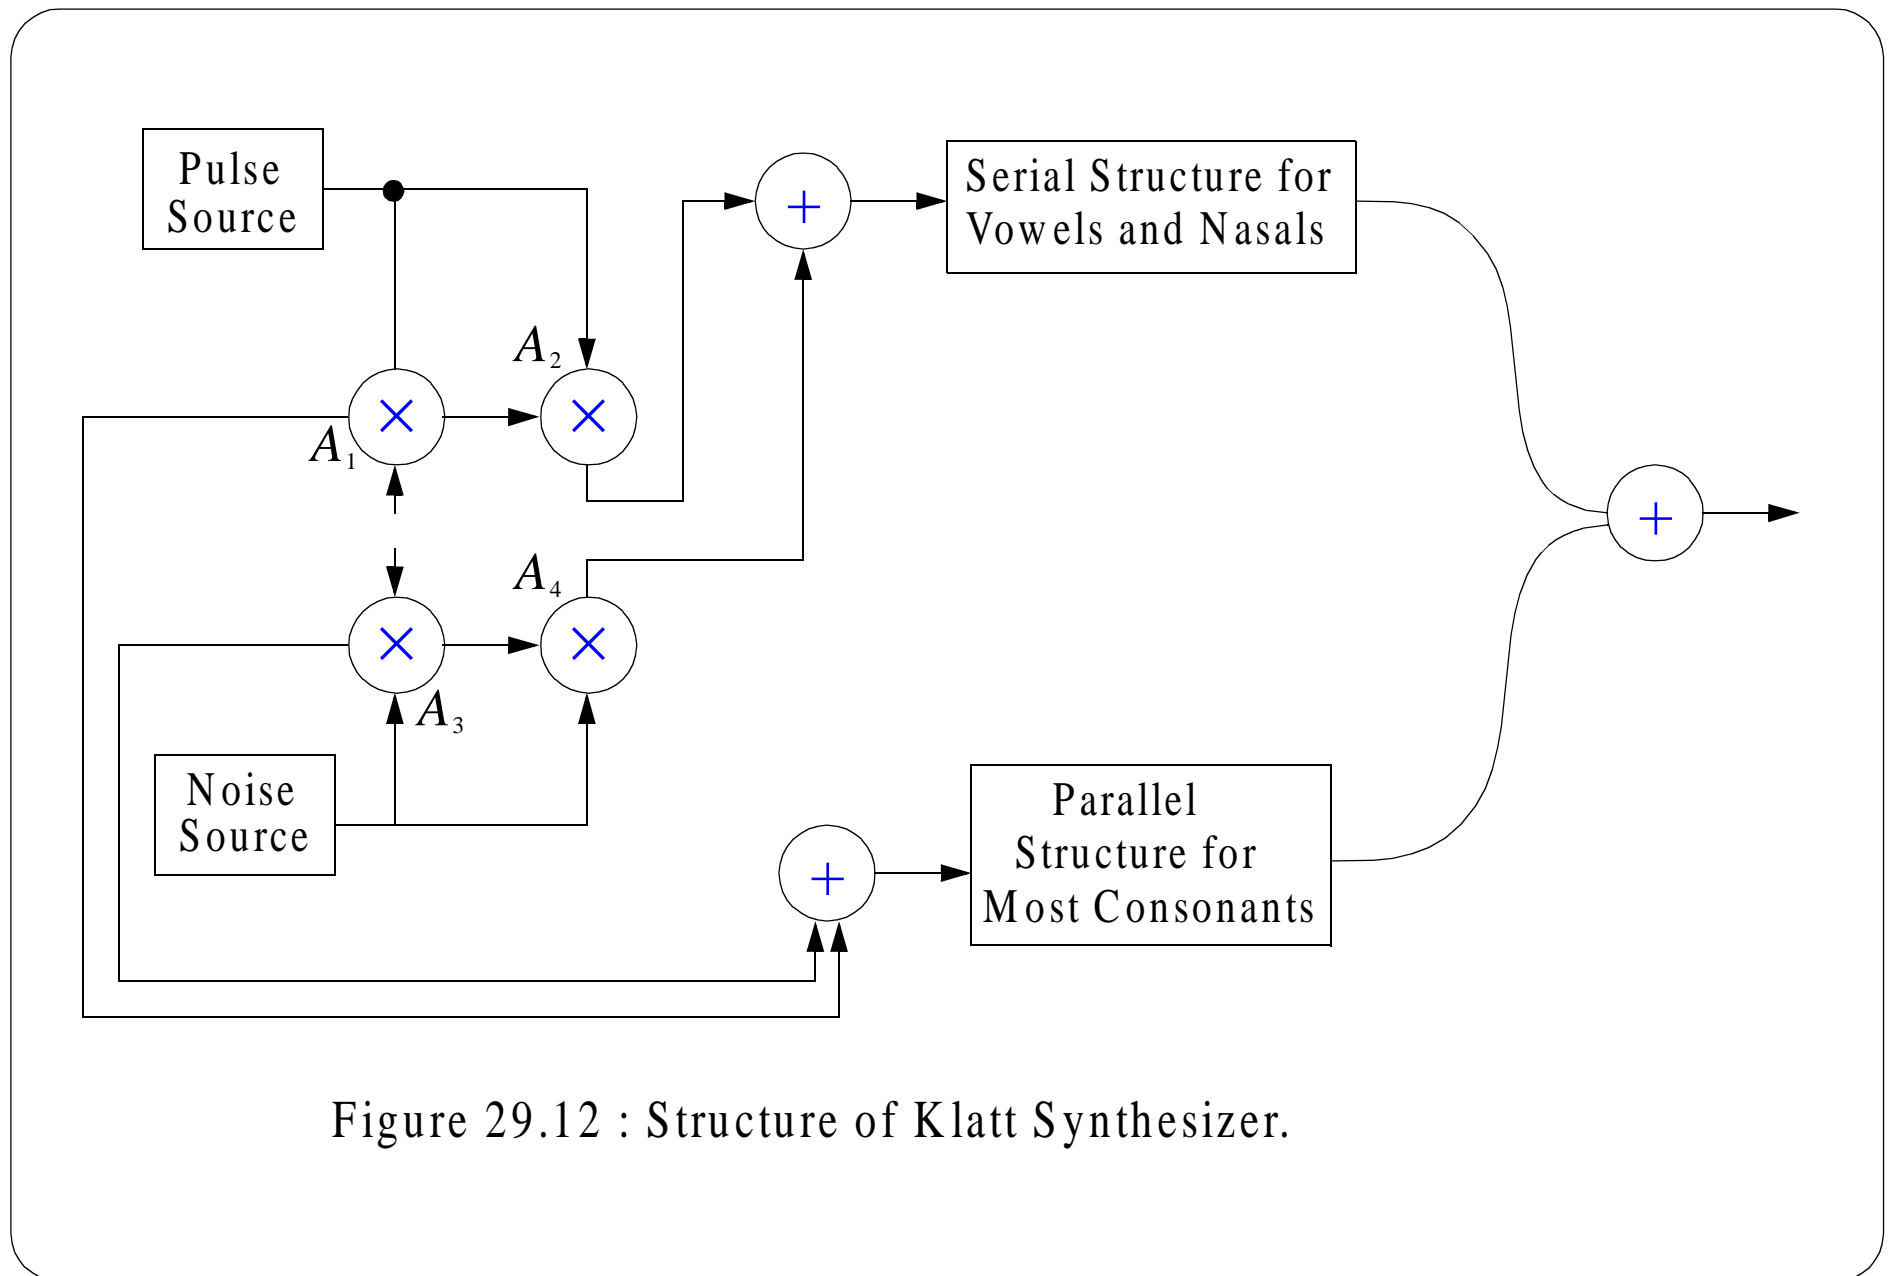 Pulse
Source
Serial Structure for
Vowels and Nasals
A2
×
×
A1
+
+
A4
×
×
A3
Noise
Source
Parallel
Structure for
Most Consonants
+
Figure 29.12 : Structure of Klatt Synthesizer.